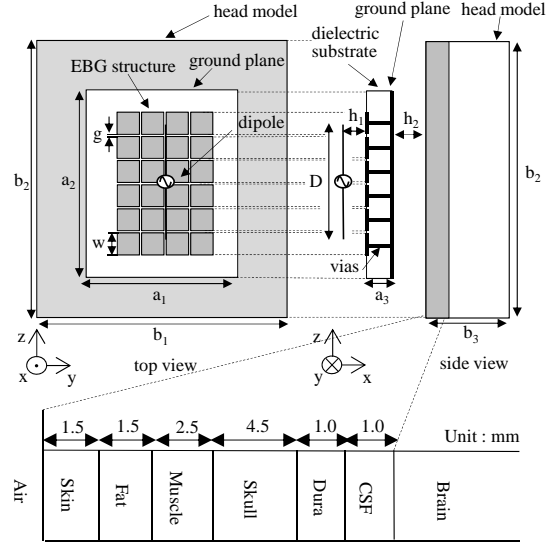 head model
ground plane
EBG structure
dipole
g
w
a2
b2
a1
b1
z
x
y
top view
ground plane
head model
dielectric
substrate
h1
h2
D
b2
vias
a3
b3
z
y
x
side view
1.5 1.5 2.5 4.5 1.0 1.0 Unit : mm
Air Skin Fat Muscle Skull Dura CSF Brain